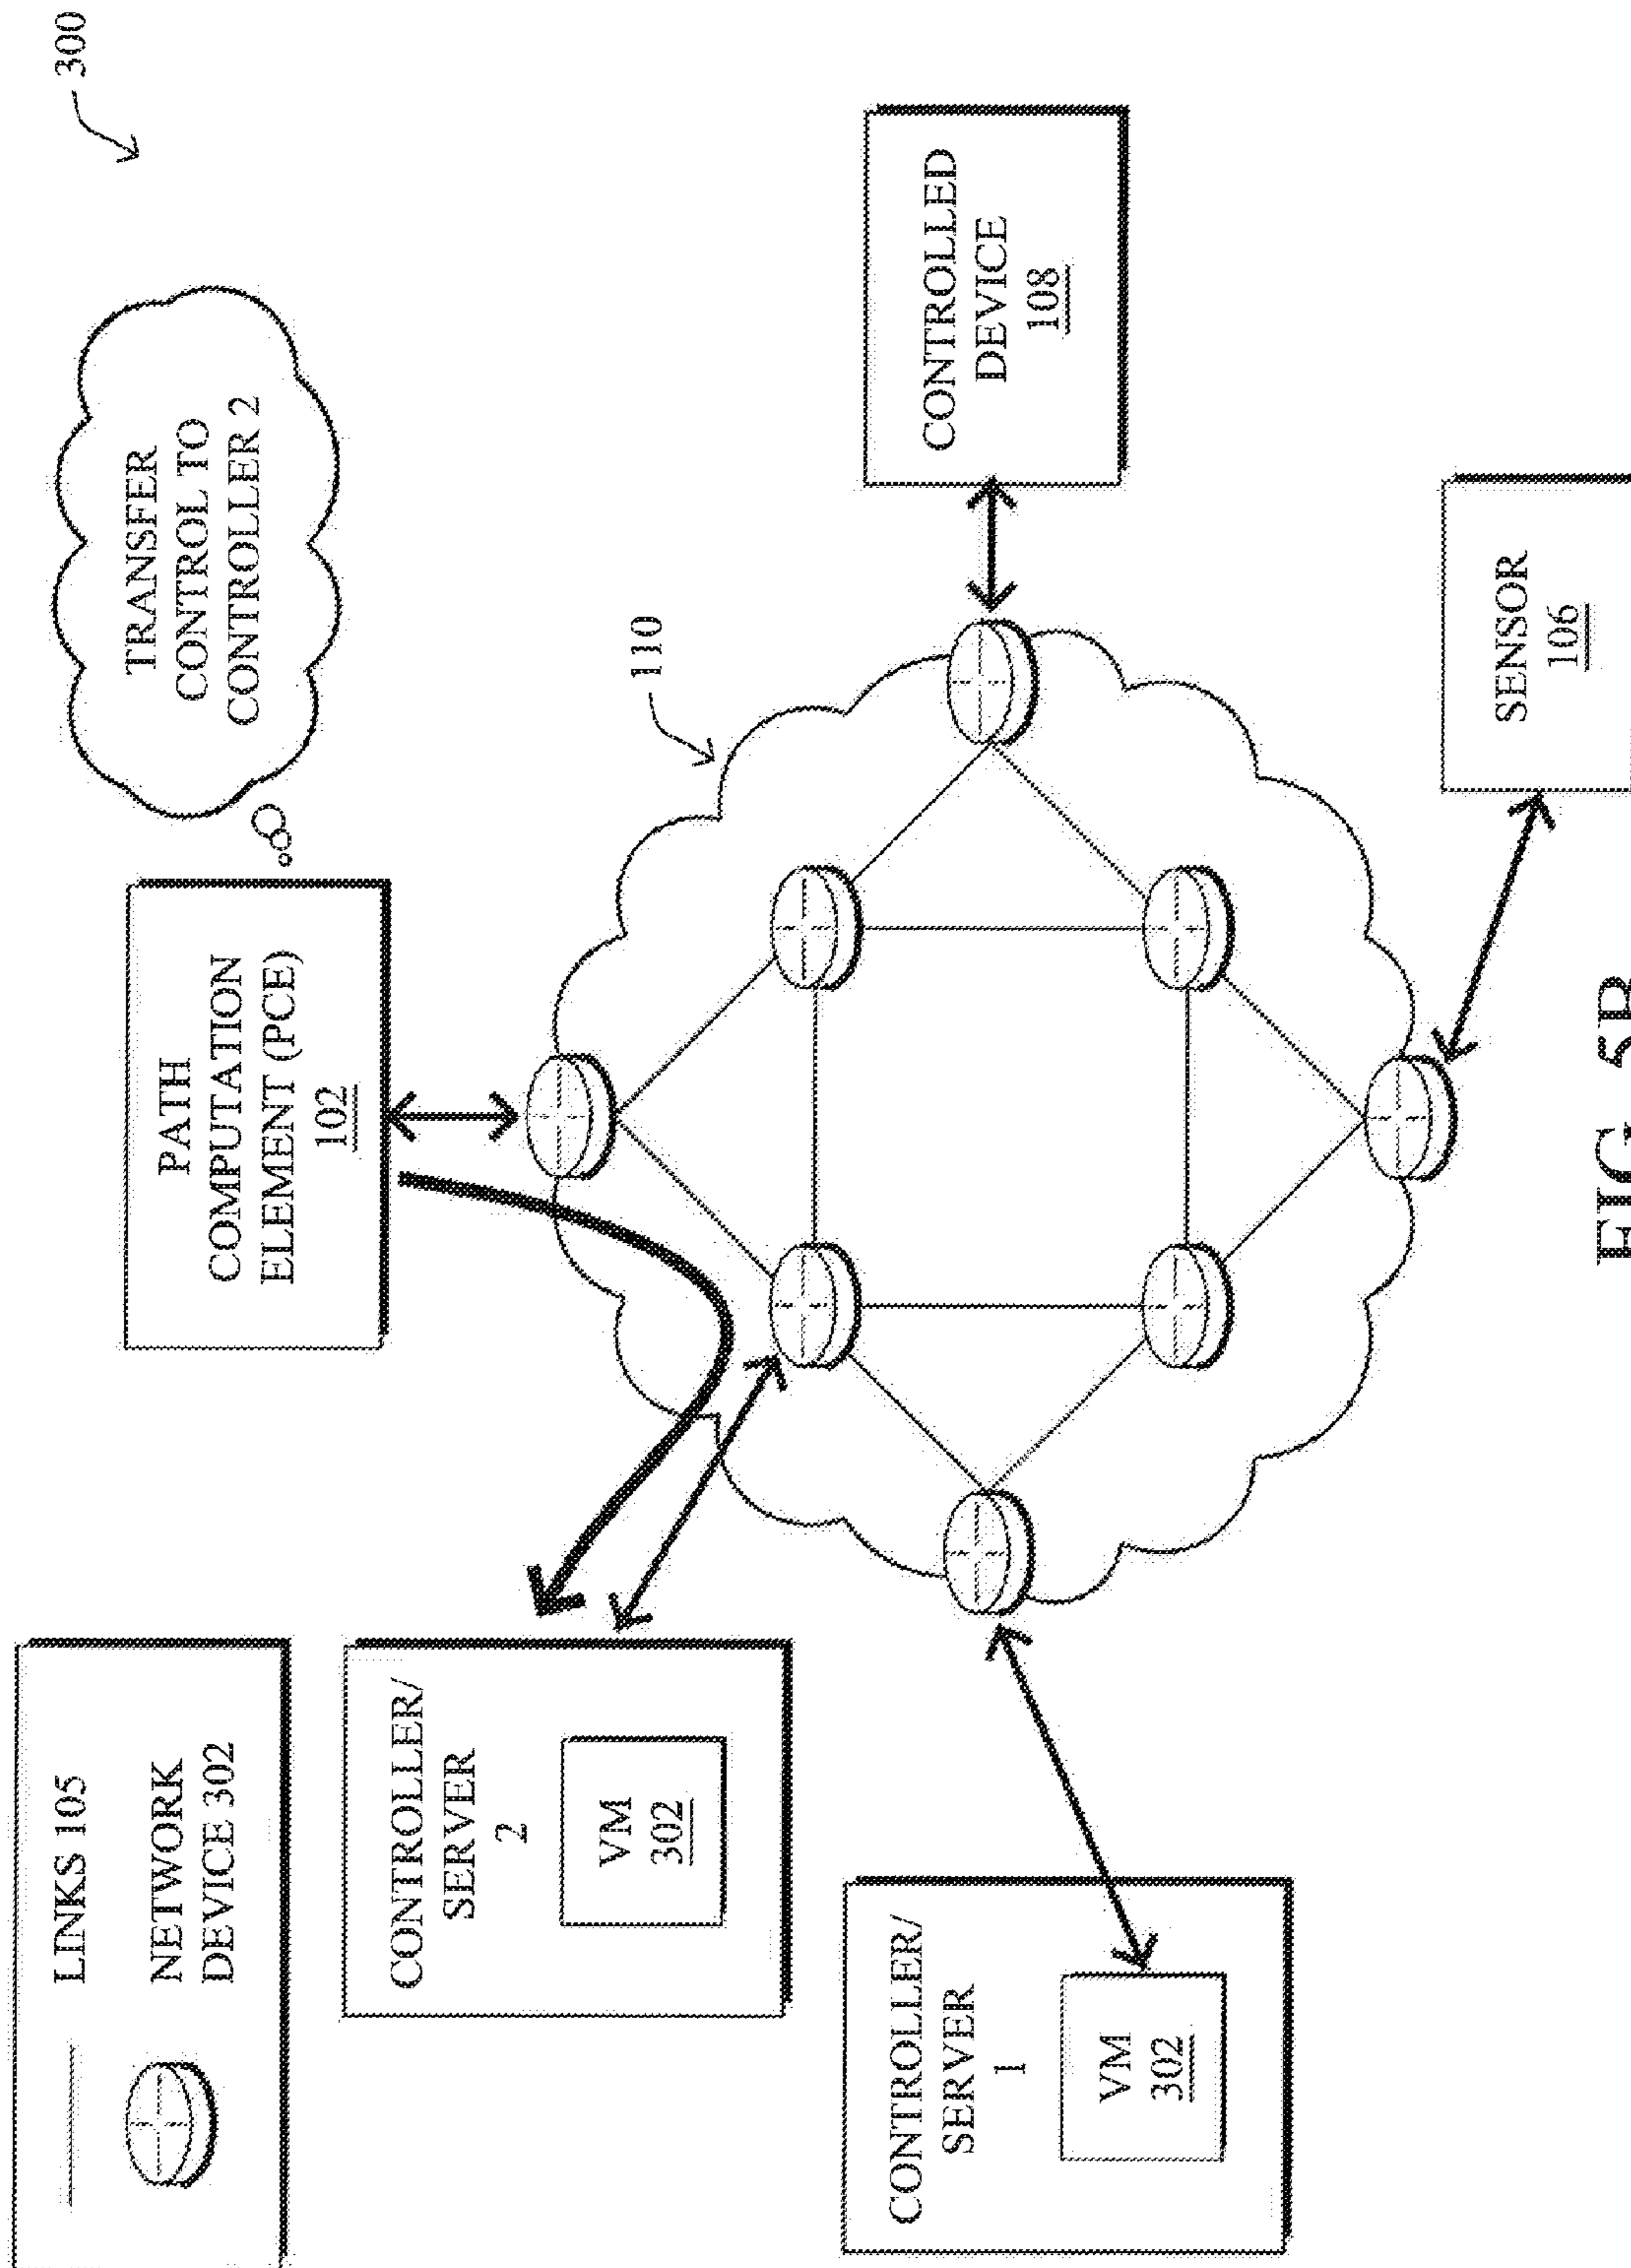 300
TRANSFER
CONTROL TO
CONTROLLER 2
LINKS 105
NETWORK
DEVICE 302
PATH
COMPUTATION
ELEMENT (PCE)
102
CONTROLLER/
SERVER
2
VM
302
110
CONTROLLER/
SERVER
1
VM
302
CONTROLLED
DEVICE
108
SENSOR
106
FIG. 5B